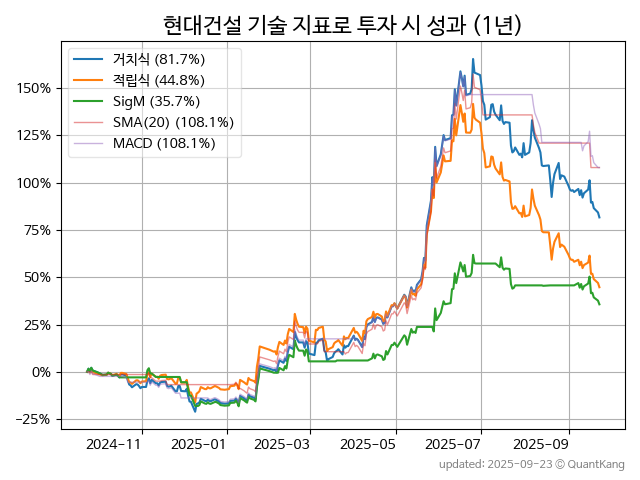 현대건설 기술 지표로 투자 시 성과 (1년)
거치식 (81.7%)
적립식 (44.8%)
SigM (35.7%)
SMA(20) (108.1%)
MACD (108.1%)
150%
125%
100%
75%
50%
25%
0%
−25%
2024-11 2025-01 2025-03 2025-05 2025-07 2025-09
updated: 2025-09-23 © QuantKang